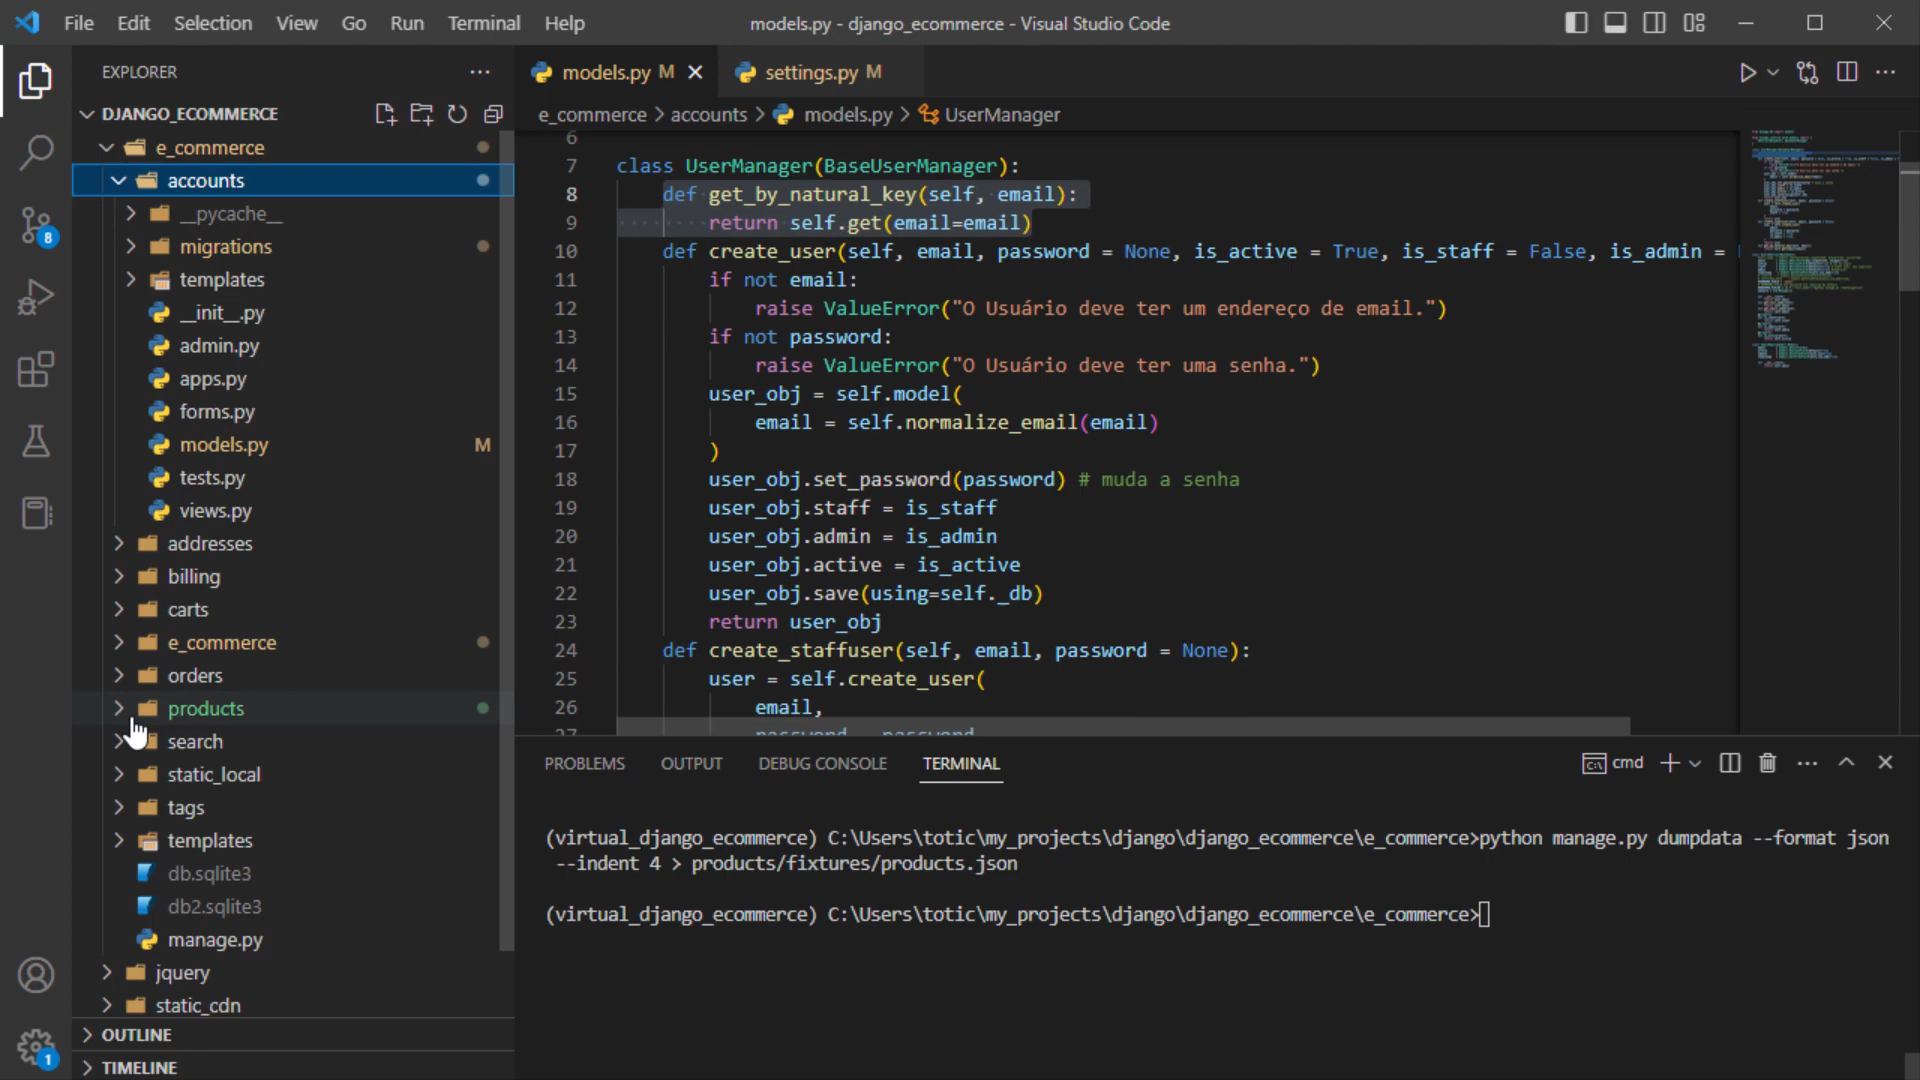 File Edit Selection View Go Run Terminal Help
models.py - django_ecommerce - Visual Studio Code
EXPLORER
DJANGO_ECOMMERCE
e_commerce
accounts
__pycache__
migrations
templates
__init__.py
admin.py
apps.py
forms.py
models.py M
tests.py
views.py
addresses
billing
carts
e_commerce
orders
products
search
static_local
tags
templates
db.sqlite3
db2.sqlite3
manage.py
jquery
static_cdn
OUTLINE
TIMELINE
8
1
models.py M
settings.py M
e_commerce > accounts > models.py > UserManager
6
7 class UserManager(BaseUserManager):
8 def get_by_natural_key(self, email):
9 return self.get(email=email)
10 def create_user(self, email, password = None, is_active = True, is_staff = False, is_admin =
11 if not email:
12 raise ValueError("O Usuário deve ter um endereço de email.")
13 if not password:
14 raise ValueError("O Usuário deve ter uma senha.")
15 user_obj = self.model(
16 email = self.normalize_email(email)
17 )
18 user_obj.set_password(password) # muda a senha
19 user_obj.staff = is_staff
20 user_obj.admin = is_admin
21 user_obj.active = is_active
22 user_obj.save(using=self._db)
23 return user_obj
24 def create_staffuser(self, email, password = None):
25 user = self.create_user(
26 email,
27 password = password
PROBLEMS OUTPUT DEBUG CONSOLE TERMINAL
cmd
(virtual_django_ecommerce) C:\Users\totic\my_projects\django\django_ecommerce\e_commerce>python manage.py dumpdata --format json
--indent 4 > products/fixtures/products.json
(virtual_django_ecommerce) C:\Users\totic\my_projects\django\django_ecommerce\e_commerce>